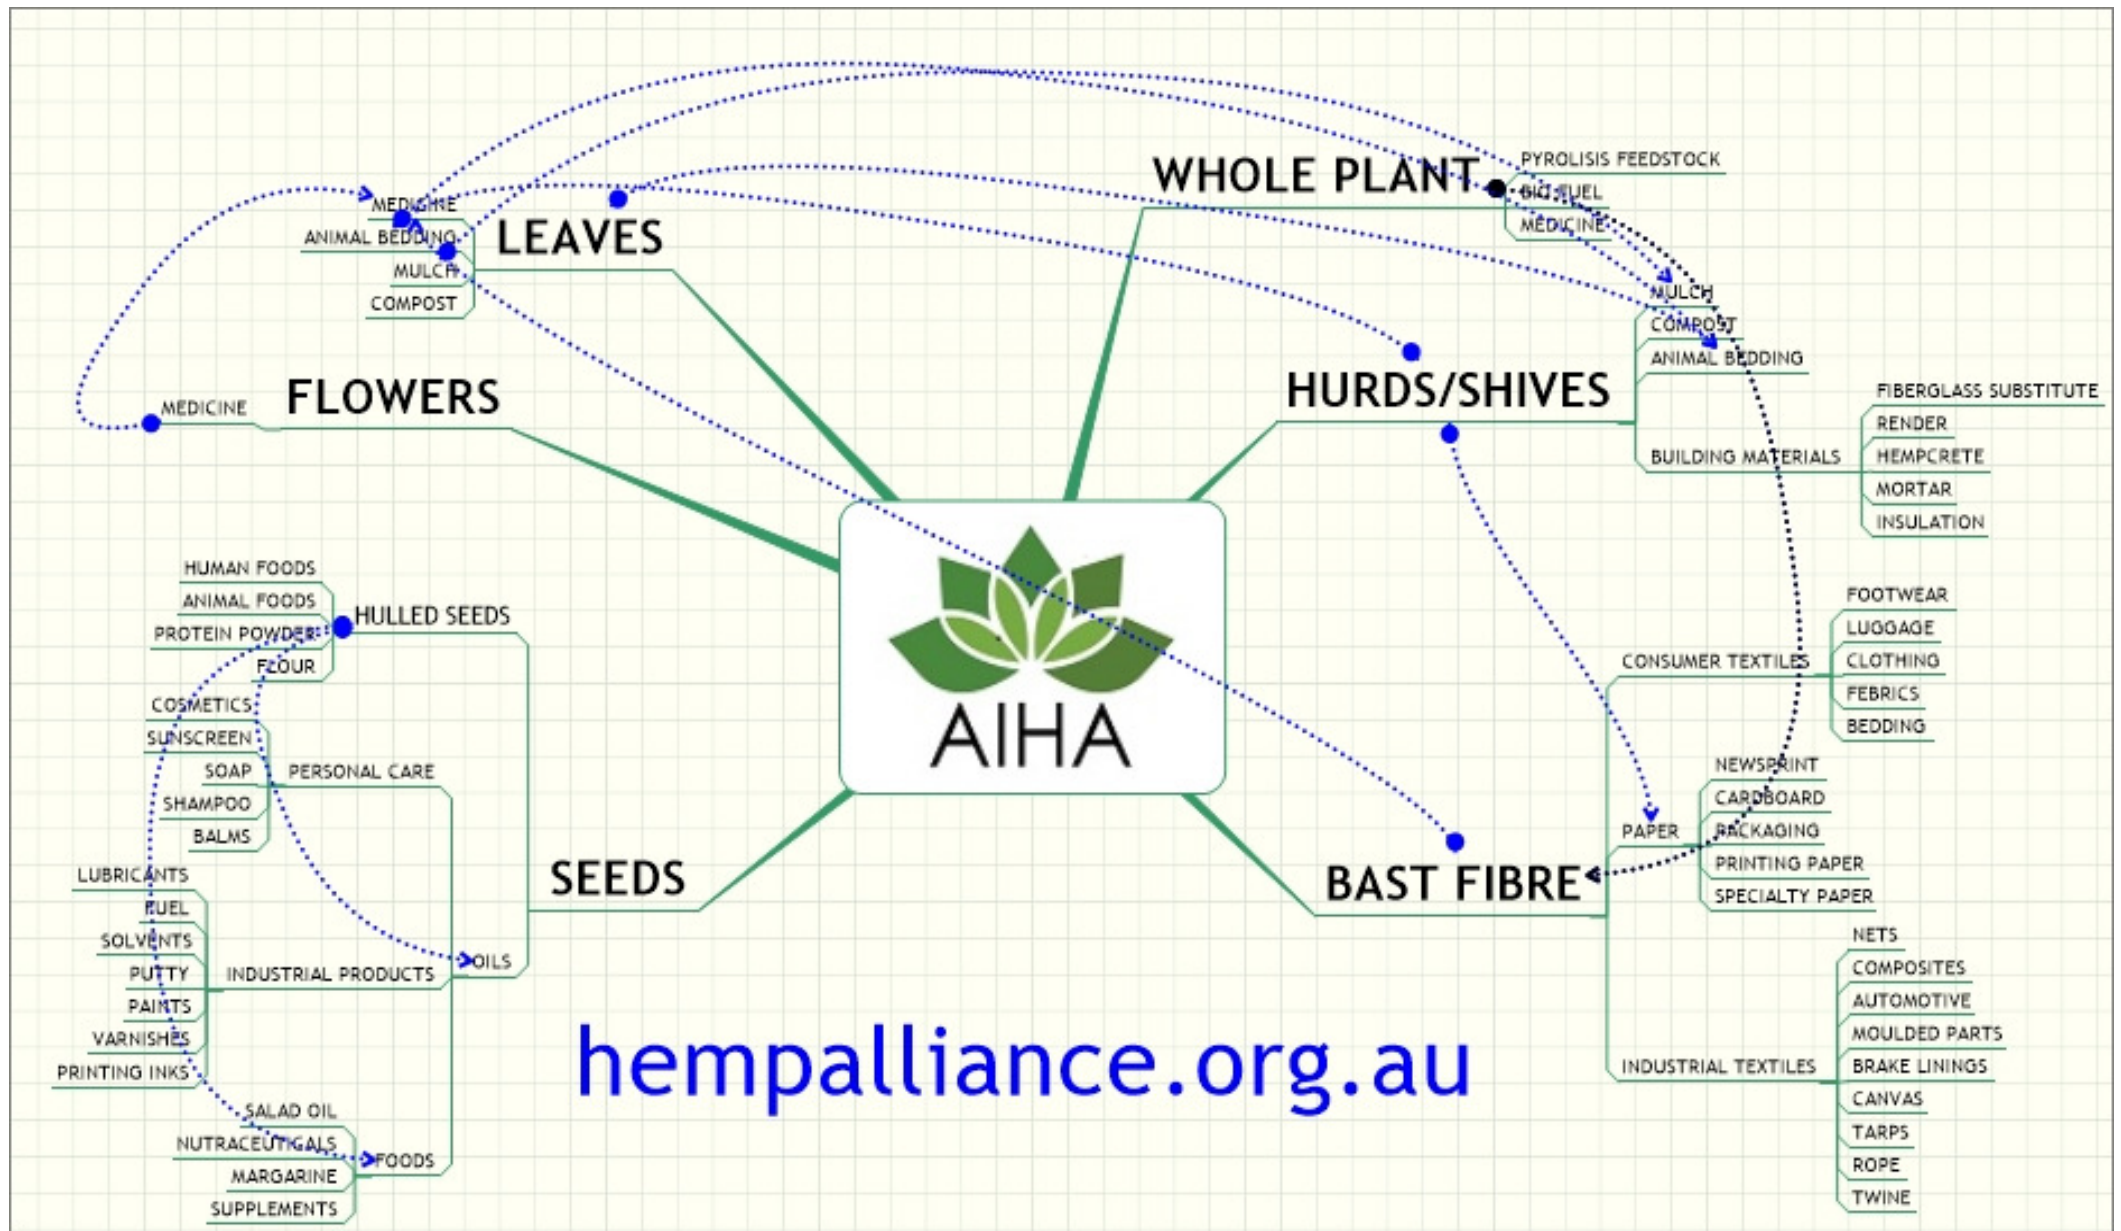 WHOLE PLANT
PYROLISIS FEEDSTOCK
BIO FUEL
MEDICINE
LEAVES
MEDICINE
ANIMAL BEDDING
MULCH
COMPOST
FLOWERS
MEDICINE
HURDS/SHIVES
MULCH
COMPOST
ANIMAL BEDDING
BUILDING MATERIALS
FIBERGLASS SUBSTITUTE
RENDER
HEMPCRETE
MORTAR
INSULATION
AIHA
SEEDS
HULLED SEEDS
HUMAN FOODS
ANIMAL FOODS
PROTEIN POWDER
FLOUR
OILS
PERSONAL CARE
COSMETICS
SUNSCREEN
SOAP
SHAMPOO
BALMS
INDUSTRIAL PRODUCTS
LUBRICANTS
FUEL
SOLVENTS
PUTTY
PAINTS
VARNISHES
PRINTING INKS
FOODS
SALAD OIL
NUTRACEUTICALS
MARGARINE
SUPPLEMENTS
BAST FIBRE
CONSUMER TEXTILES
FOOTWEAR
LUGGAGE
CLOTHING
FEBRICS
BEDDING
PAPER
NEWSPRINT
CARDBOARD
PACKAGING
PRINTING PAPER
SPECIALTY PAPER
INDUSTRIAL TEXTILES
NETS
COMPOSITES
AUTOMOTIVE
MOULDED PARTS
BRAKE LININGS
CANVAS
TARPS
ROPE
TWINE
hempalliance.org.au